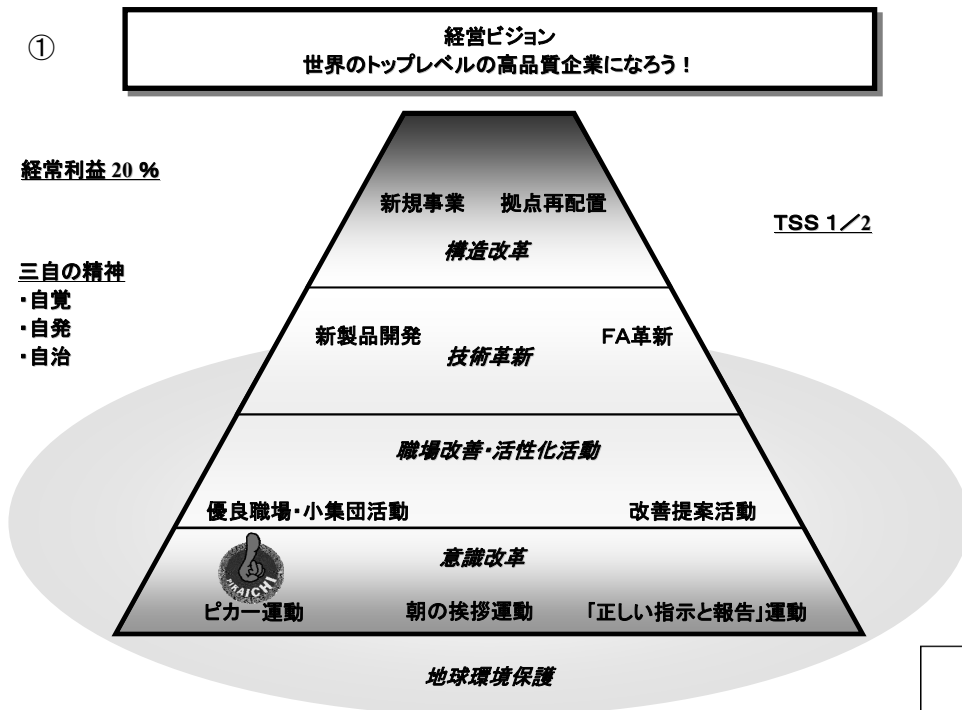 ①
経営ビジョン
世界のトップレベルの高品質企業になろう！
経常利益 20 %
新規事業 拠点再配置
TSS 1／2
構造改革
三自の精神
・自覚
・自発
・自治
新製品開発 FA革新
技術革新
職場改善・活性化活動
優良職場・小集団活動 改善提案活動
意識改革
PIKAICHI
ピカ一運動 朝の挨拶運動 「正しい指示と報告」運動
地球環境保護